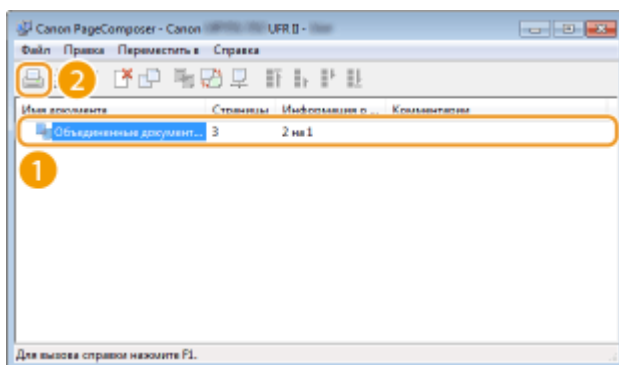 Canon PageComposer - Canon UFR II -
Файл Правка Переместить в Справка
2
Имя документа Страницы Информация о ... Комментарии
Объединенные документ... 3 2 на 1
1
Для вызова справки нажмите F1.